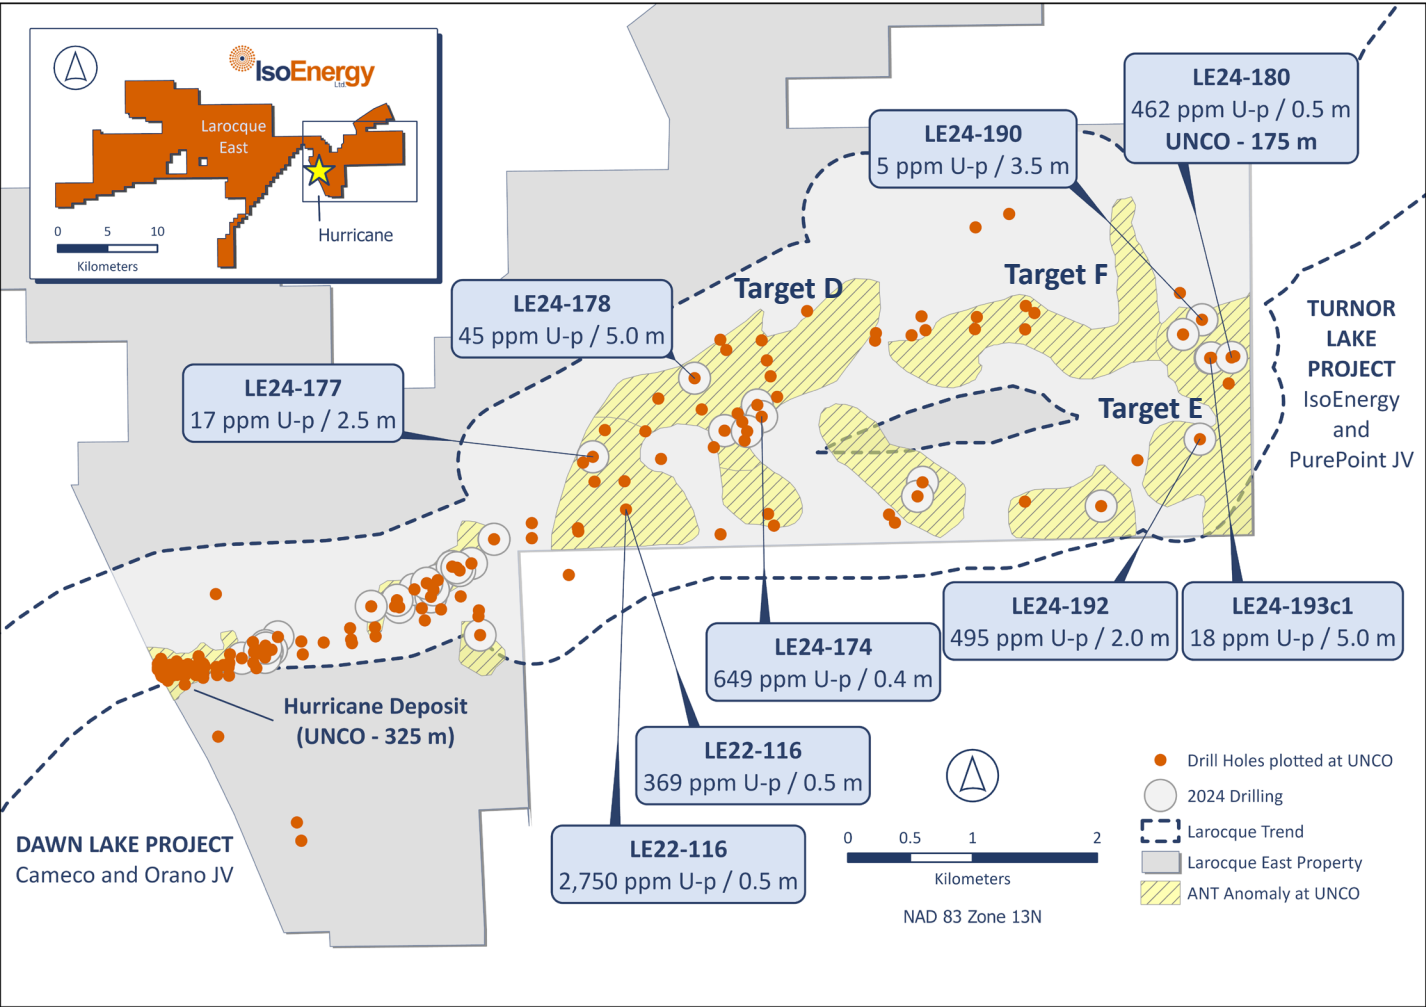 IsoEnergy
Ltd.
Larocque
East
0 5 10
Kilometers
Hurricane
LE24-180
462 ppm U-p / 0.5 m
UNCO - 175 m
LE24-190
5 ppm U-p / 3.5 m
Target D
Target F
LE24-178
45 ppm U-p / 5.0 m
TURNOR
LAKE
PROJECT
IsoEnergy
and
PurePoint JV
LE24-177
17 ppm U-p / 2.5 m
Target E
LE24-192
495 ppm U-p / 2.0 m
LE24-193c1
18 ppm U-p / 5.0 m
LE24-174
649 ppm U-p / 0.4 m
Hurricane Deposit
(UNCO - 325 m)
LE22-116
369 ppm U-p / 0.5 m
LE22-116
2,750 ppm U-p / 0.5 m
DAWN LAKE PROJECT
Cameco and Orano JV
0 0.5 1 2
Kilometers
NAD 83 Zone 13N
Drill Holes plotted at UNCO
2024 Drilling
Larocque Trend
Larocque East Property
ANT Anomaly at UNCO